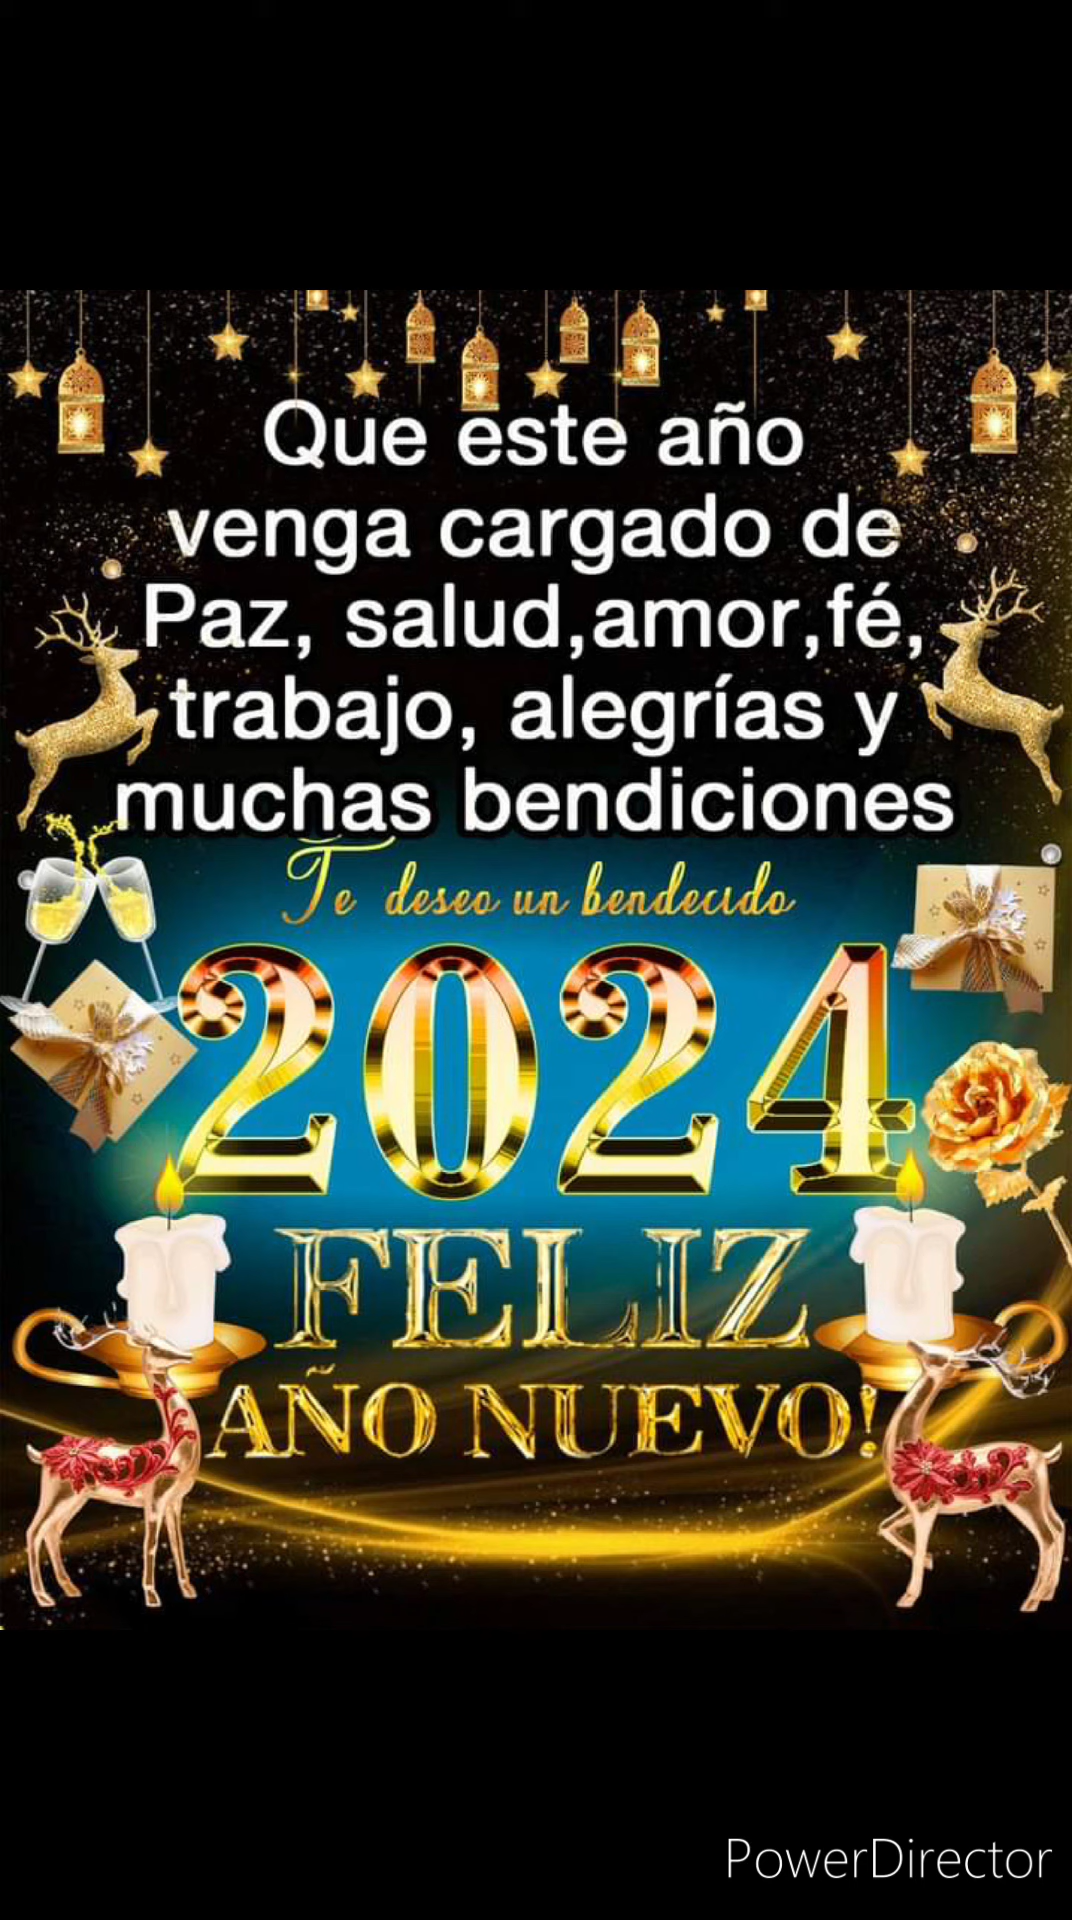 Que este año
venga cargado de
Paz, salud,amor,fé,
trabajo, alegrías y
muchas bendiciones
Te deseo un bendecido
2024
FELIZ
AÑO NUEVO!
PowerDirector